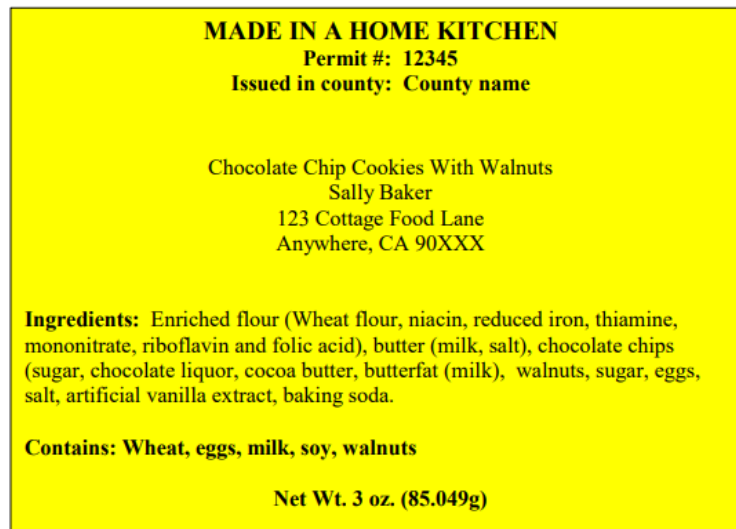 MADE IN A HOME KITCHEN
Permit #:  12345
Issued in county:  County name
Chocolate Chip Cookies With Walnuts
Sally Baker
123 Cottage Food Lane
Anywhere, CA 90XXX
Ingredients:  Enriched flour (Wheat flour, niacin, reduced iron, thiamine,
mononitrate, riboflavin and folic acid), butter (milk, salt), chocolate chips
(sugar, chocolate liquor, cocoa butter, butterfat (milk),  walnuts, sugar, eggs,
salt, artificial vanilla extract, baking soda.
Contains: Wheat, eggs, milk, soy, walnuts
Net Wt. 3 oz. (85.049g)